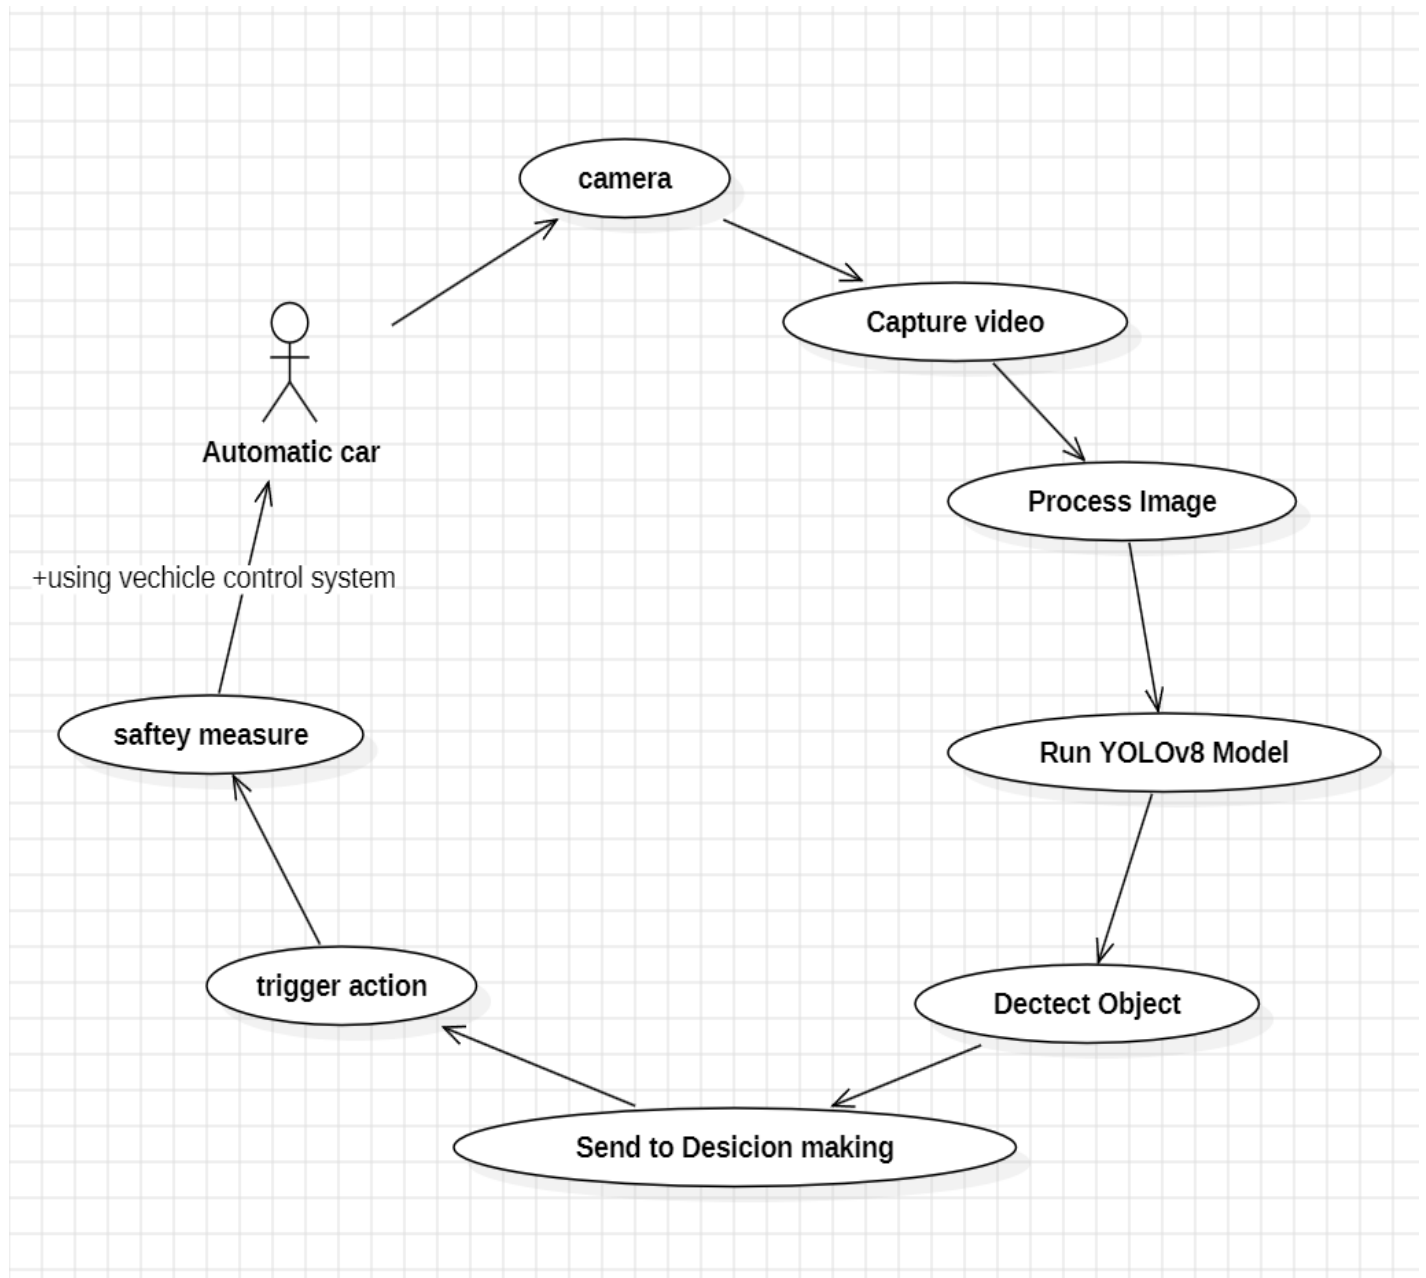 camera
Capture video
Process Image
Run YOLOv8 Model
Dectect Object
Send to Desicion making
trigger action
saftey measure
+using vechicle control system
Automatic car